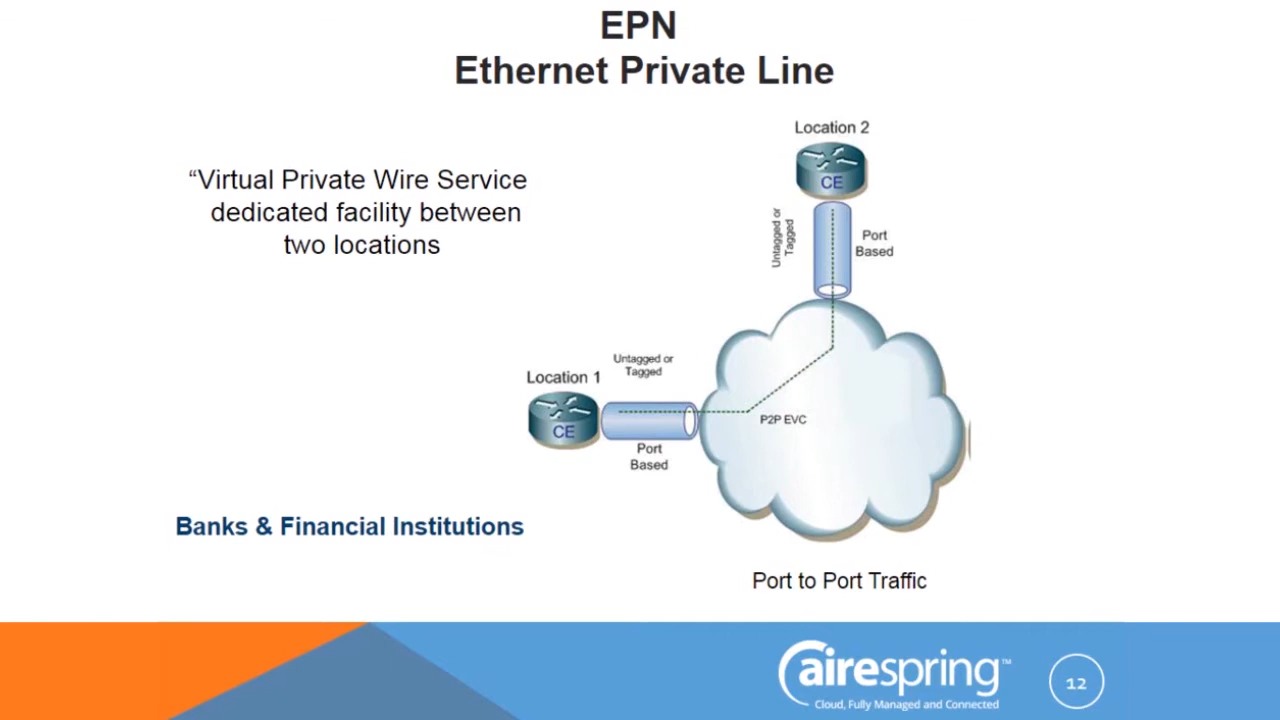 EPN
Ethernet Private Line
“Virtual Private Wire Service
dedicated facility between
two locations
Location 2
CE
Untagged or
Tagged
Port
Based
Location 1
CE
Untagged or
Tagged
Port
Based
P2P EVC
Banks & Financial Institutions
Port to Port Traffic
airespring™
Cloud, Fully Managed and Connected
12